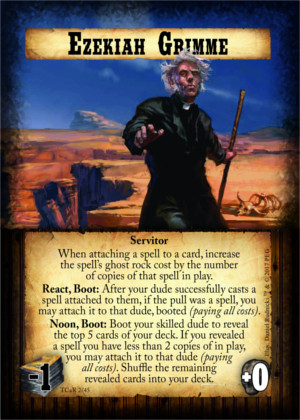 Ezekiah Grimme
Servitor
When attaching a spell to a card, increase
the spell's ghost rock cost by the number
of copies of that spell in play.
React, Boot: After your dude successfully casts a
spell attached to them, if the pull was a spell, you
may attach it to that dude, booted (paying all costs).
Noon, Boot: Boot your skilled dude to reveal
the top 5 cards of your deck. If you revealed
a spell you have less than 2 copies of in play,
you may attach it to that dude (paying
all costs). Shuffle the remaining
revealed cards into your deck.
-1
+0